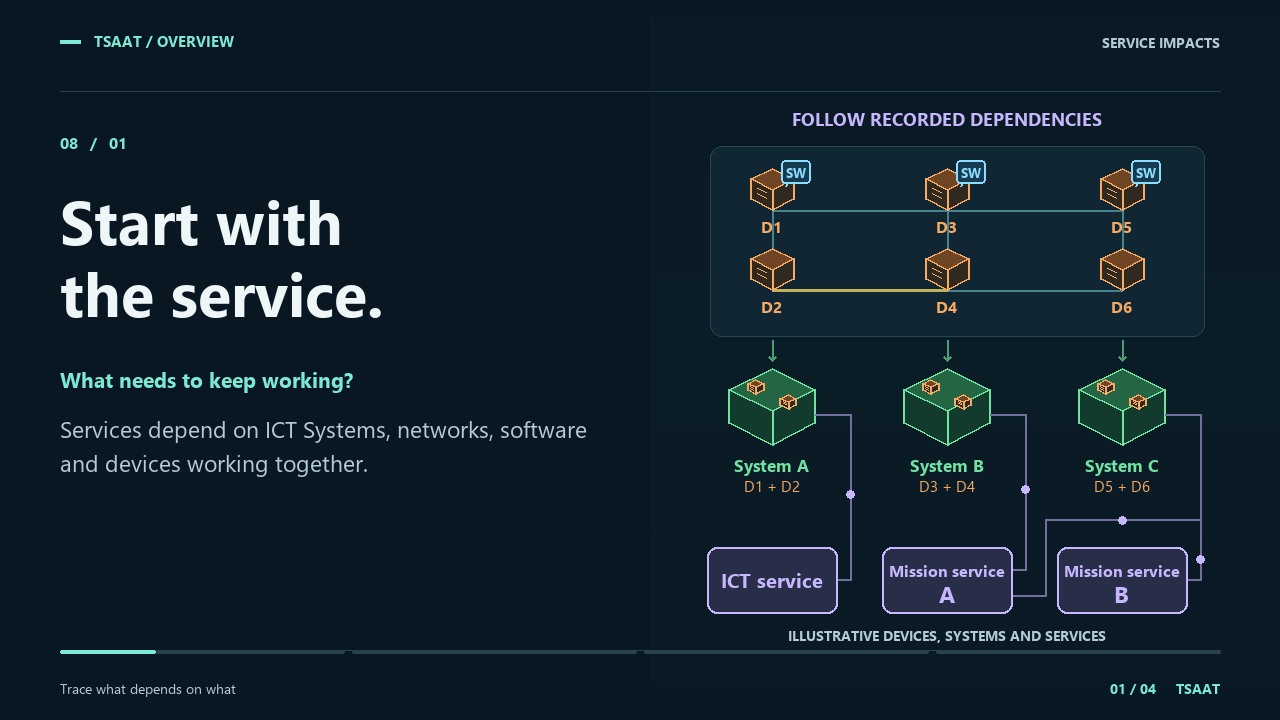 TSAAT / OVERVIEW
SERVICE IMPACTS
08 / 01
Start with
the service.
What needs to keep working?
Services depend on ICT Systems, networks, software
and devices working together.
FOLLOW RECORDED DEPENDENCIES
SW SW SW
D1 D3 D5
D2 D4 D6
System A System B System C
D1 + D2 D3 + D4 D5 + D6
ICT service
Mission service
A
Mission service
B
ILLUSTRATIVE DEVICES, SYSTEMS AND SERVICES
Trace what depends on what
01 / 04 TSAAT